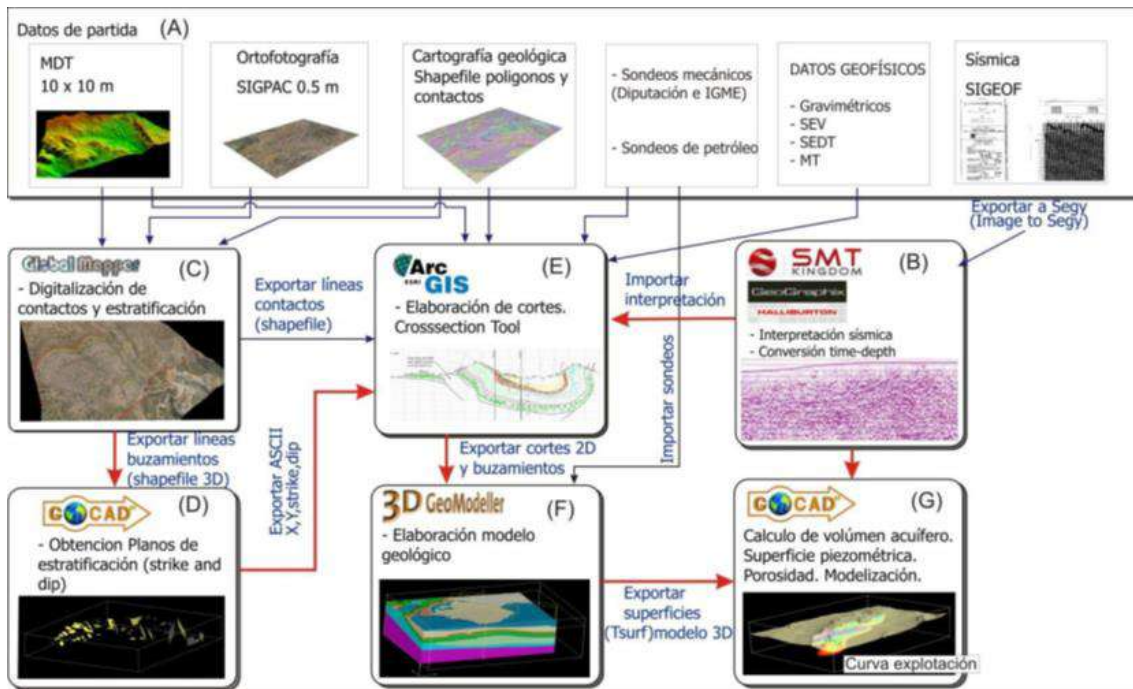 Datos de partida (A)
MDT
10 x 10 m
Ortofotografía
SIGPAC 0.5 m
Cartografía geológica
Shapefile poligonos y
contactos
- Sondeos mecánicos
(Diputación e IGME)
- Sondeos de petróleo
DATOS GEOFÍSICOS
- Gravimétricos
- SEV
- SEDT
- MT
Sísmica
SIGEOF
Exportar a Segy
(Image to Segy)
Global Mapper (C)
- Digitalización de
contactos y estratificación
Exportar líneas
contactos
(shapefile)
Arc
ESRI
GIS
(E)
- Elaboración de cortes.
Crosssection Tool
Importar
interpretación
SMT
KINGDOM
(B)
GeoGraphix
HALLIBURTON
- Interpretación sísmica
- Conversión time-depth
Exportar líneas
buzamientos
(shapefile 3D)
Exportar ASCII
X,Y,strike,dip
Exportar cortes 2D
y buzamientos
Importar sondeos
GOCAD (D)
- Obtencion Planos de
estratificación (strike and
dip)
3D GeoModeller
(F)
- Elaboración modelo
geológico
Exportar
superficies
(Tsurf)modelo 3D
GOCAD (G)
Calculo de volúmen acuífero.
Superficie piezométrica.
Porosidad. Modelización.
Curva explotación